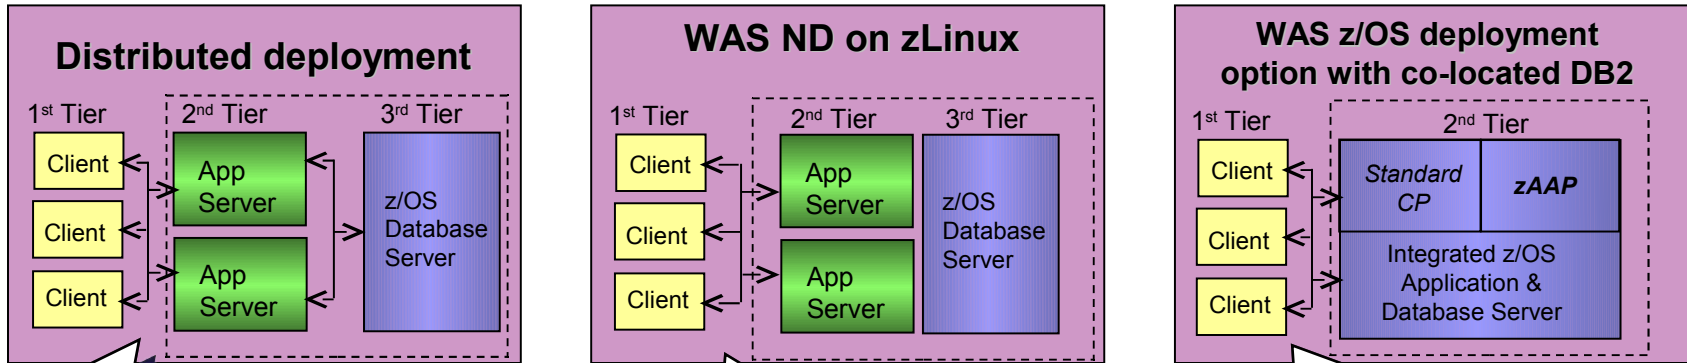 Distributed deployment
1st Tier
2nd Tier
3rd Tier
Client
Client
Client
App
Server
App
Server
z/OS
Database
Server
WAS ND on zLinux
1st Tier
2nd Tier
3rd Tier
Client
Client
Client
App
Server
App
Server
z/OS
Database
Server
WAS z/OS deployment
option with co-located DB2
1st Tier
2nd Tier
Client
Client
Client
Standard
CP
zAAP
Integrated z/OS
Application &
Database Server